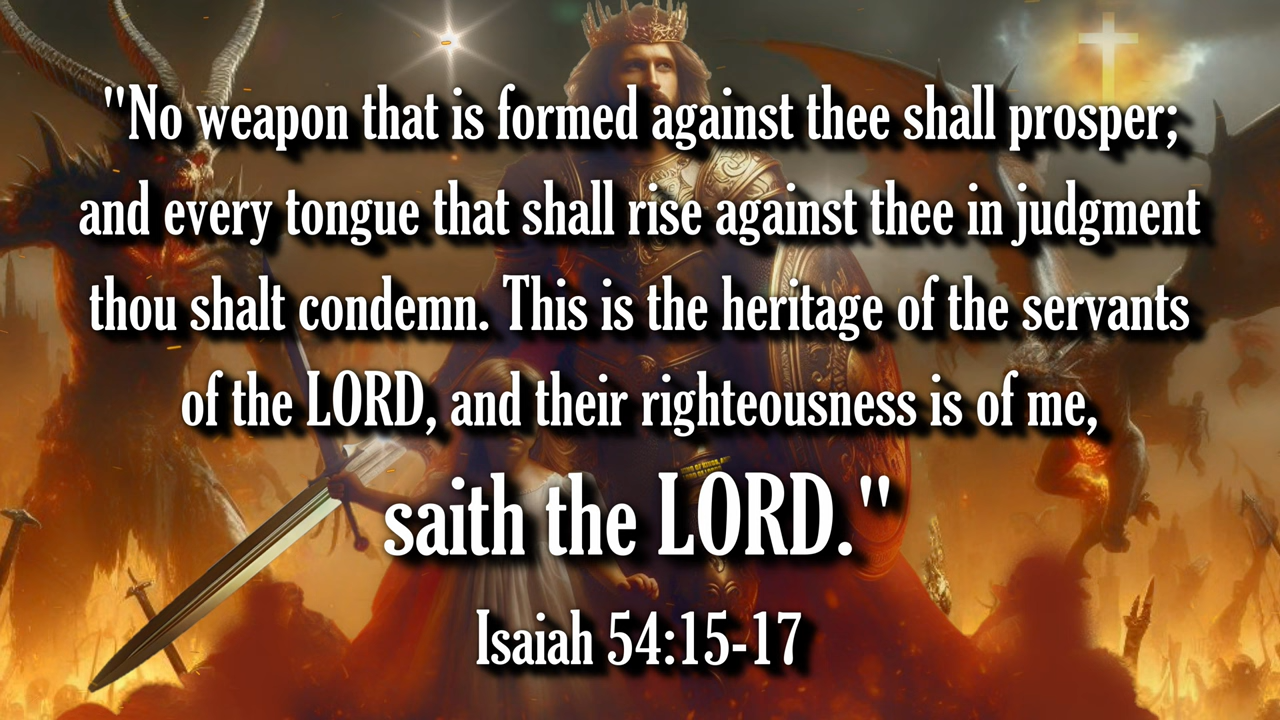 "No weapon that is formed against thee shall prosper;
and every tongue that shall rise against thee in judgment
thou shalt condemn. This is the heritage of the servants
of the LORD, and their righteousness is of me,
saith the LORD."
Isaiah 54:15-17